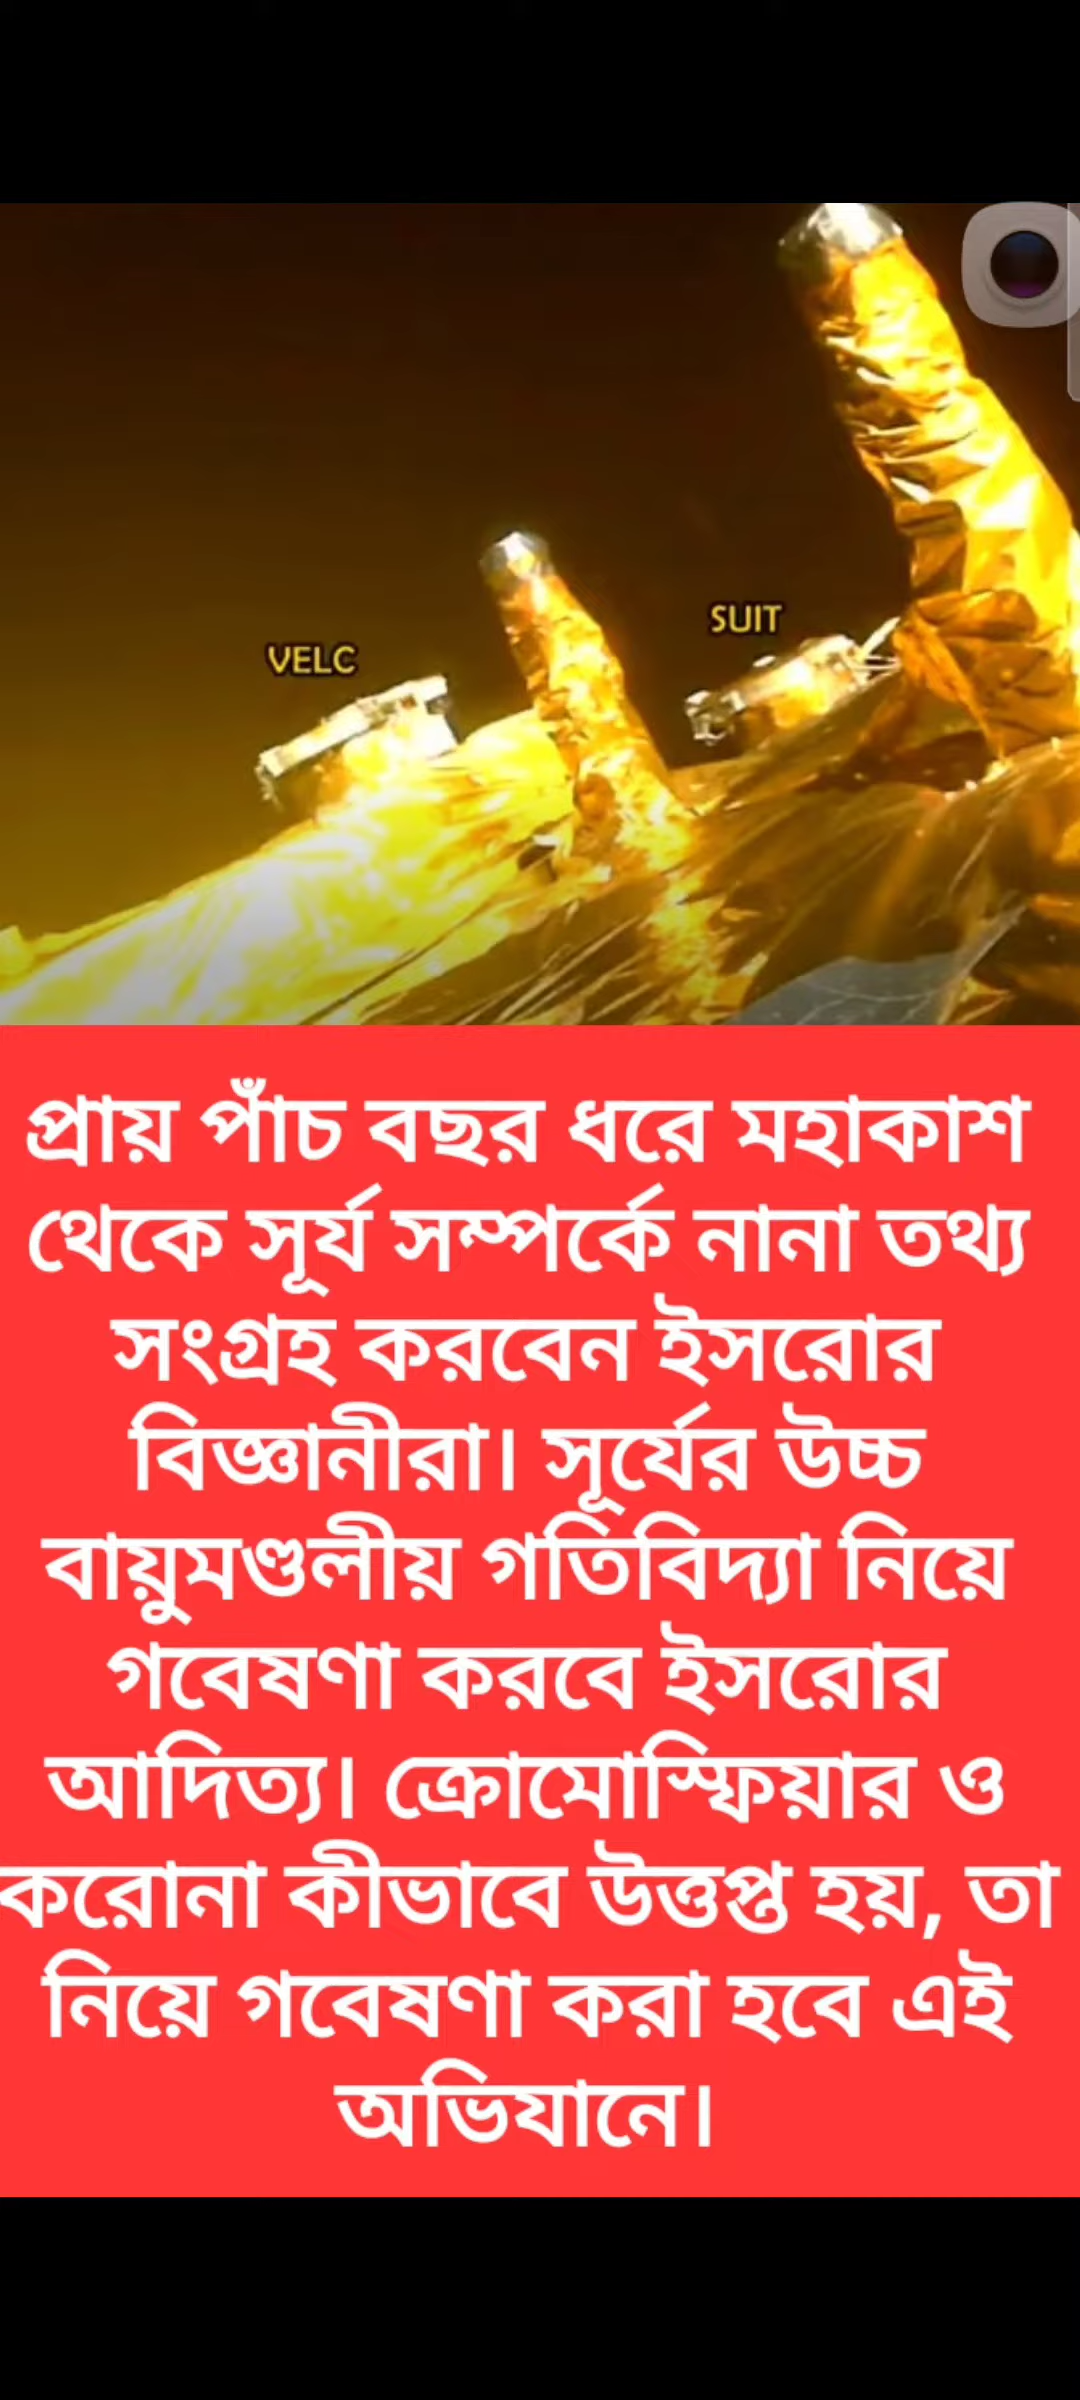 SUIT
VELC
প্রায় পাঁচ বছর ধরে মহাকাশ
থেকে সূর্য সম্পর্কে নানা তথ্য
সংগ্রহ করবেন ইসরোর
বিজ্ঞানীরা। সূর্যের উচ্চ
বায়ুমণ্ডলীয় গতিবিদ্যা নিয়ে
গবেষণা করবে ইসরোর
আদিত্য। ক্রোমোস্ফিয়ার ও
করোনা কীভাবে উত্তপ্ত হয়, তা
নিয়ে গবেষণা করা হবে এই
অভিযানে।